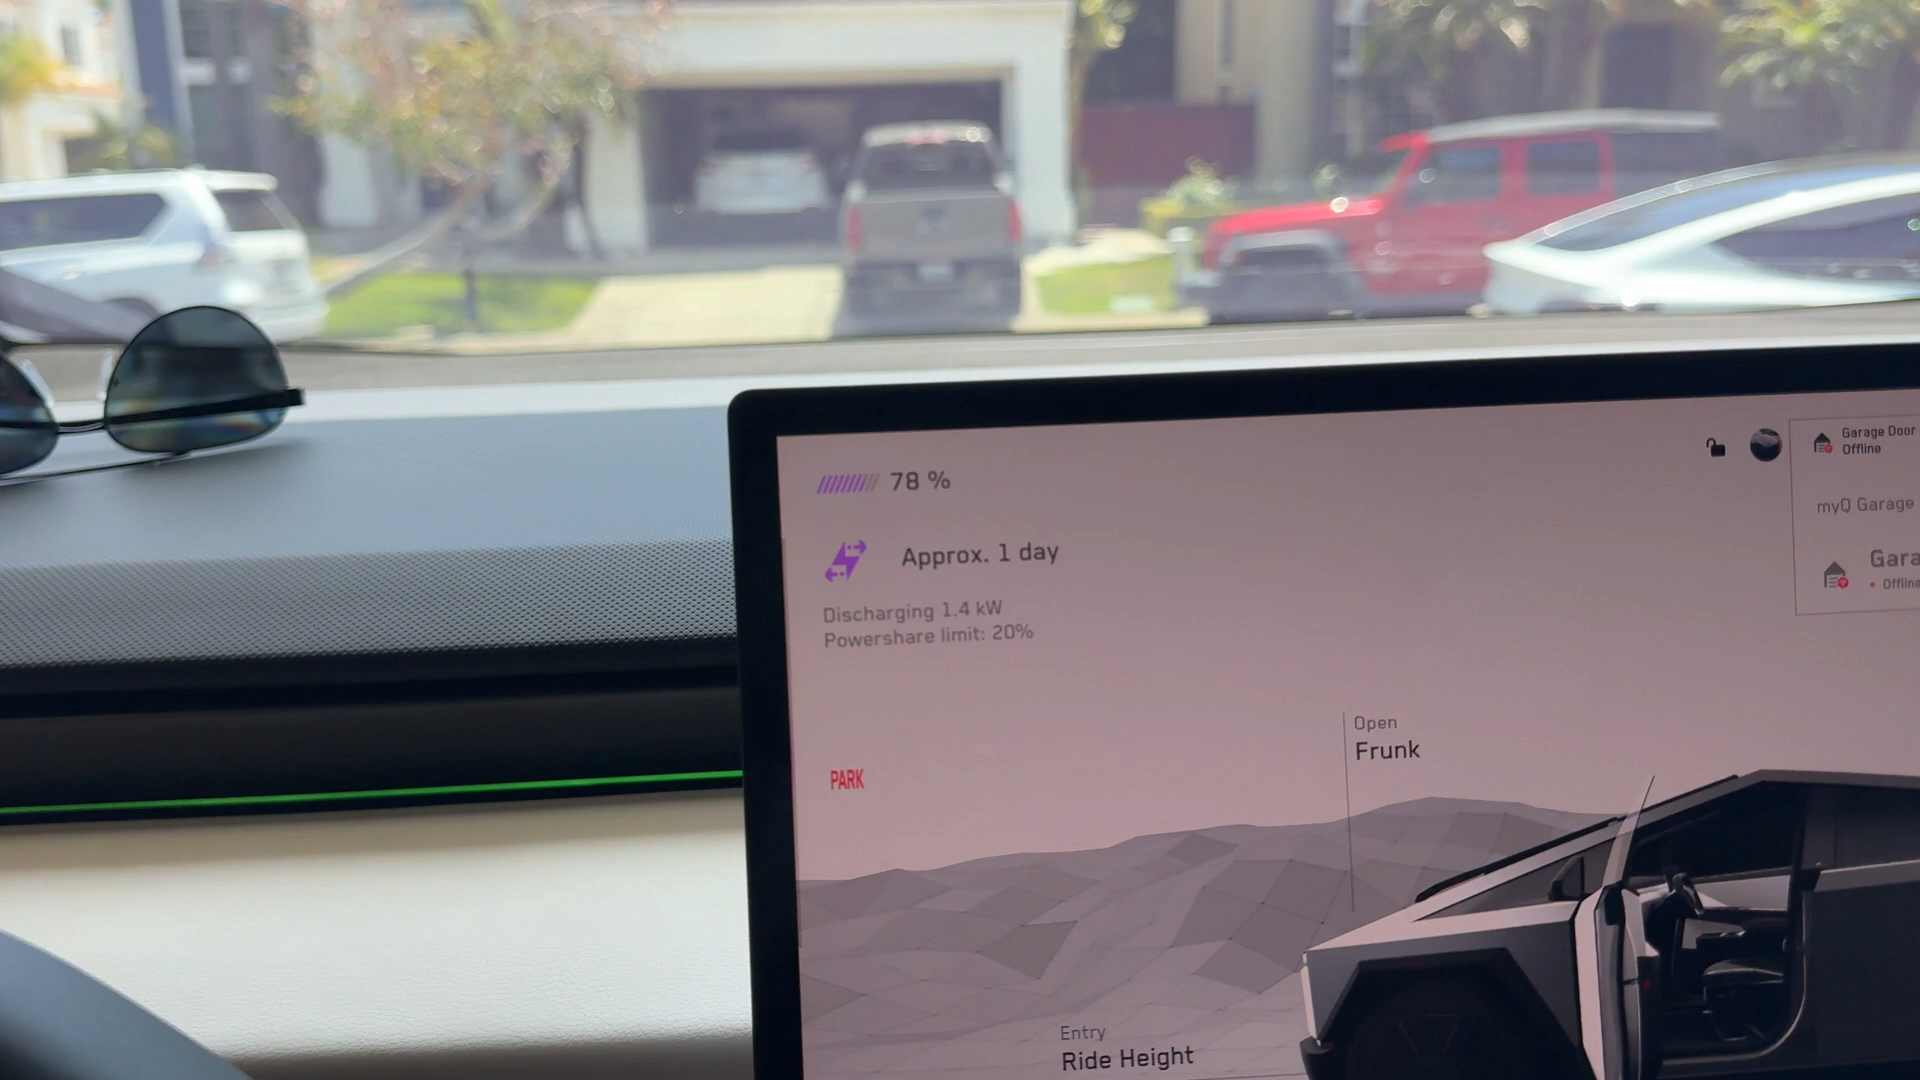 78 %
Garage Door
Offline
myQ Garage
Approx. 1 day
Gara
• Offline
Discharging 1.4 kW
Powershare limit: 20%
Open
Frunk
PARK
Entry
Ride Height